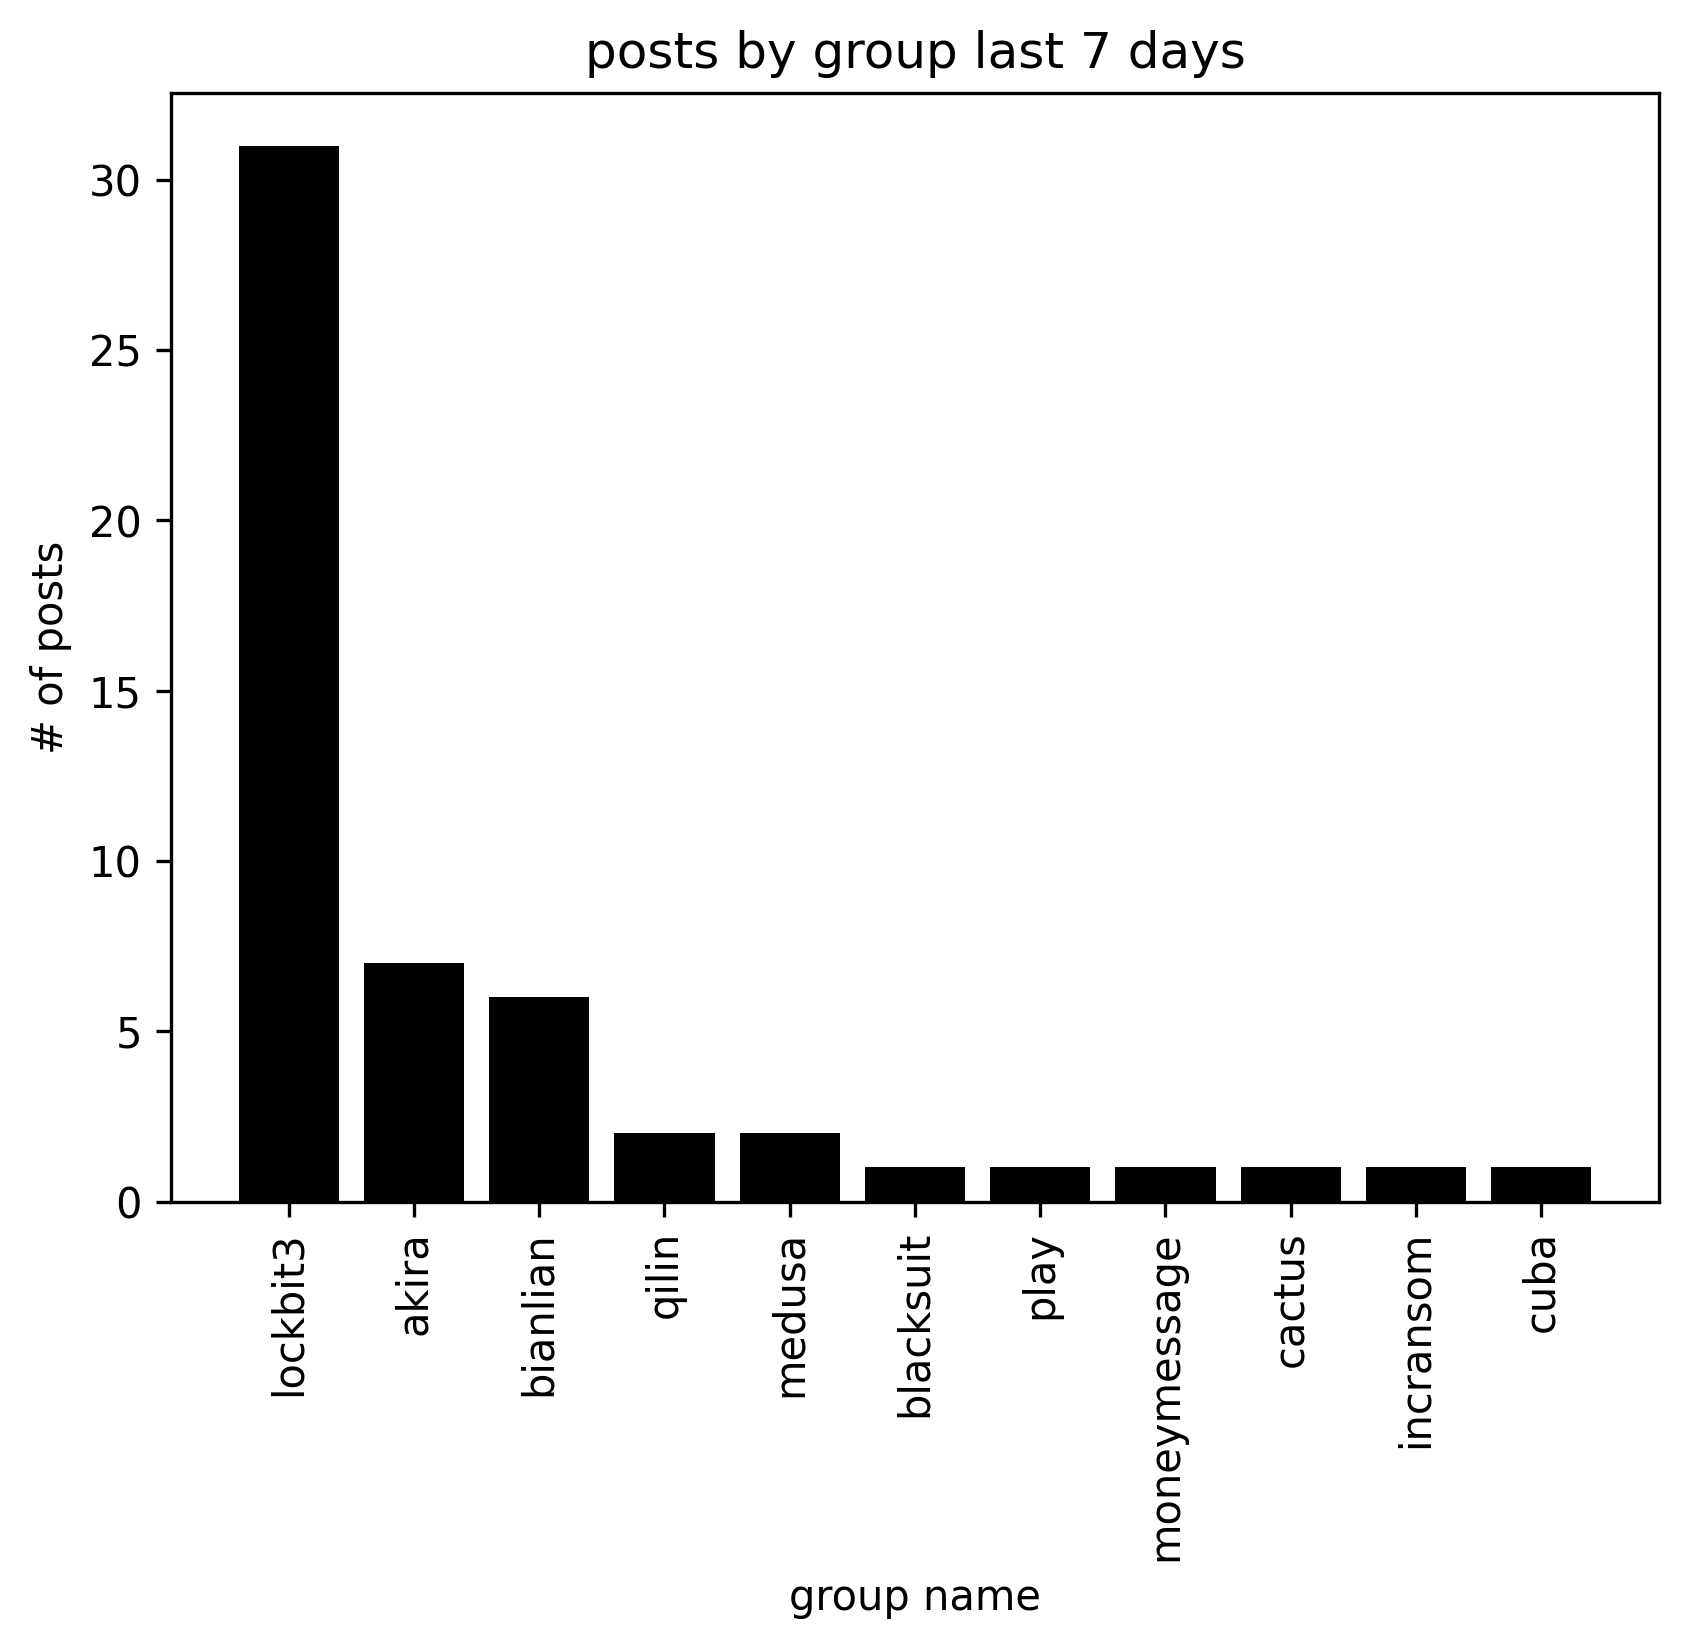 posts by group last 7 days
# of posts
30
25
20
15
10
5
0
lockbit3
akira
bianlian
qilin
medusa
blacksuit
play
moneymessage
cactus
incransom
cuba
group name